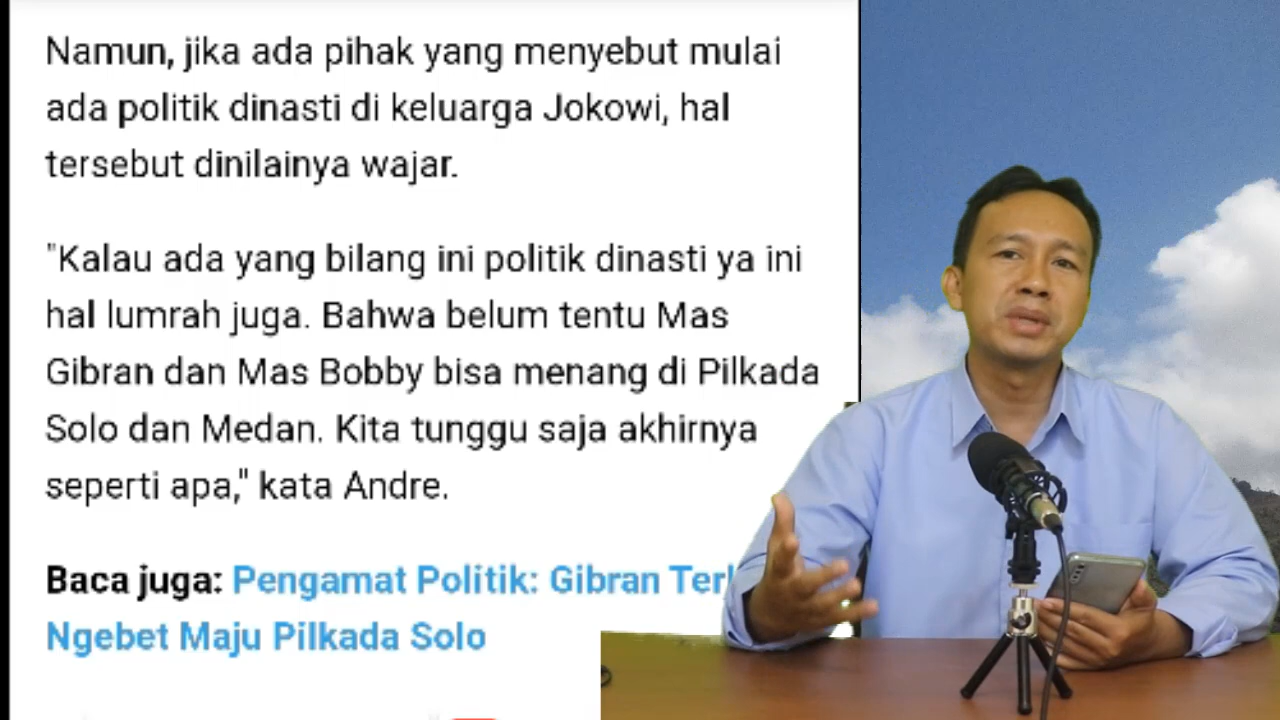 Namun, jika ada pihak yang menyebut mulai
ada politik dinasti di keluarga Jokowi, hal
tersebut dinilainya wajar.
"Kalau ada yang bilang ini politik dinasti ya ini
hal lumrah juga. Bahwa belum tentu Mas
Gibran dan Mas Bobby bisa menang di Pilkada
Solo dan Medan. Kita tunggu saja akhirnya
seperti apa," kata Andre.
Baca juga: Pengamat Politik: Gibran
Ngebet Maju Pilkada Solo